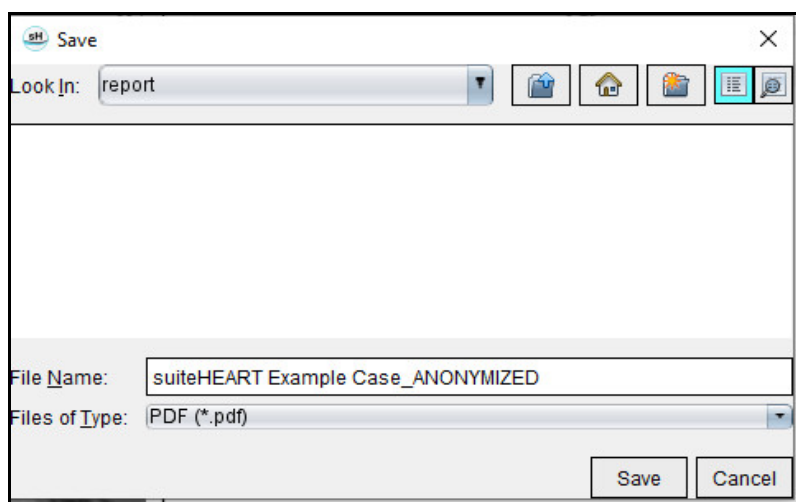 sH Save
Look In: report
File Name: suiteHEART Example Case_ANONYMIZED
Files of Type: PDF (*.pdf)
Save Cancel